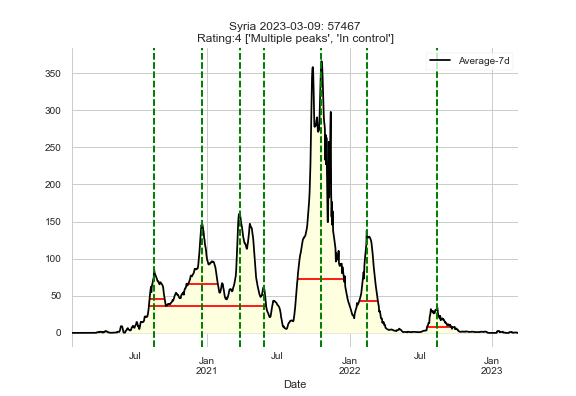 Syria 2023-03-09: 57467
Rating:4 ['Multiple peaks', 'In control']
Average-7d
350
300
250
200
150
100
50
0
Jul
Jan
2021
Jul
Jan
2022
Jul
Jan
2023
Date